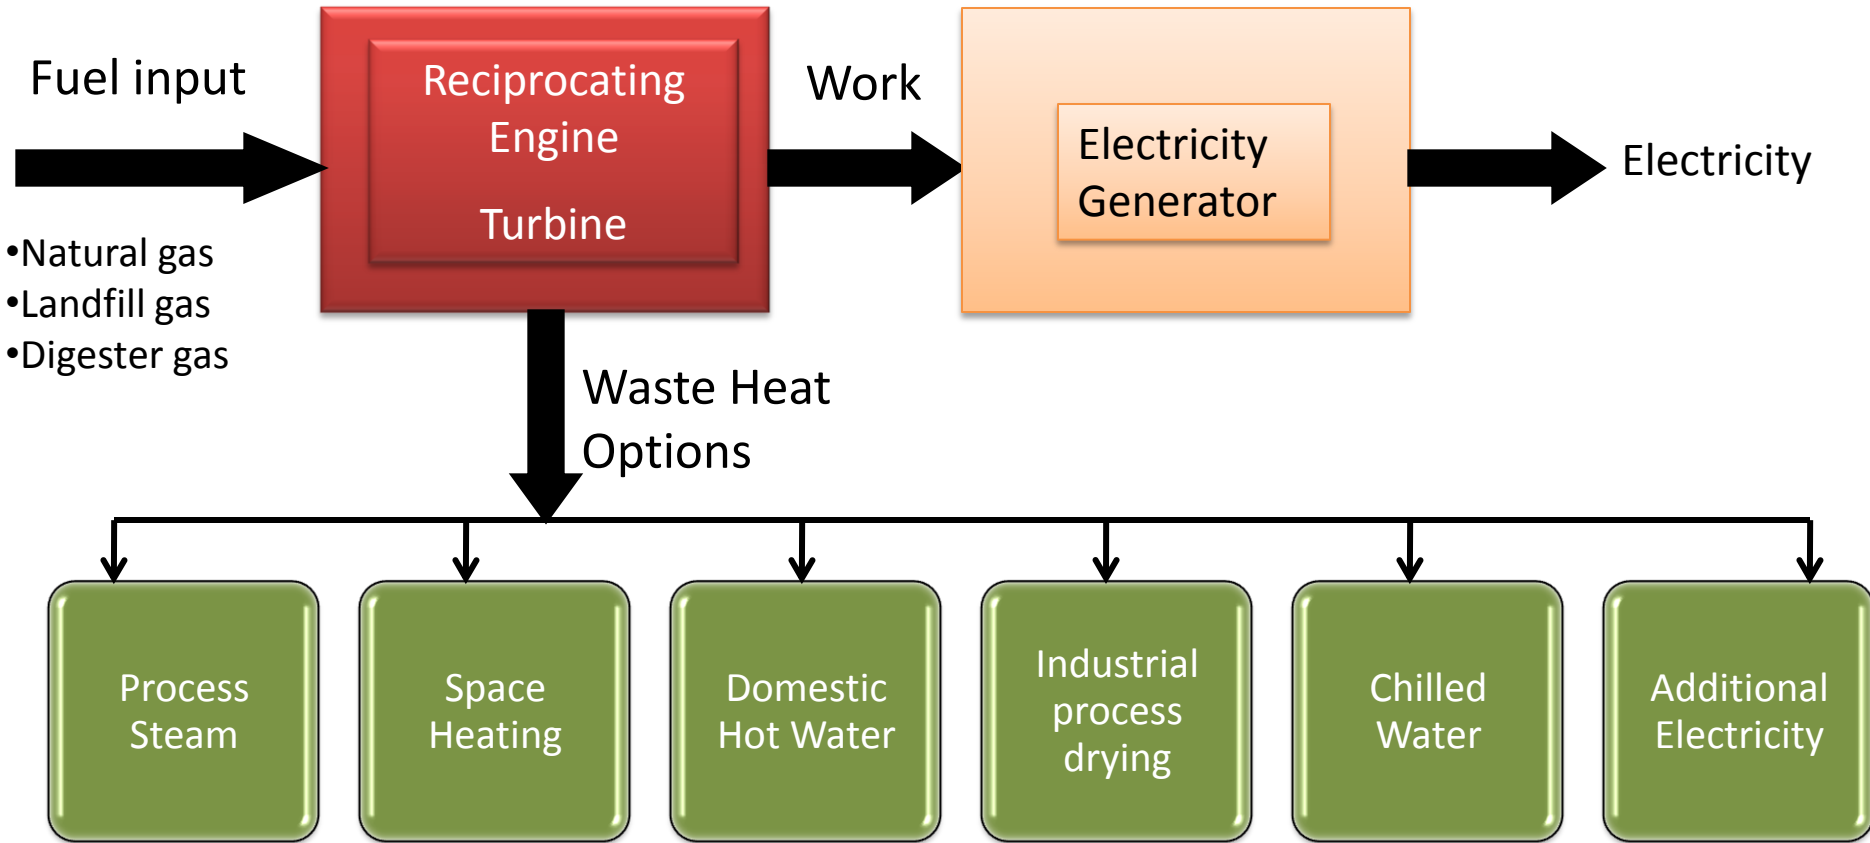 Fuel input
•Natural gas
•Landfill gas
•Digester gas
Reciprocating
Engine
Turbine
Work
Electricity
Generator
Electricity
Waste Heat
Options
Process
Steam
Space
Heating
Domestic
Hot Water
Industrial
process
drying
Chilled
Water
Additional
Electricity